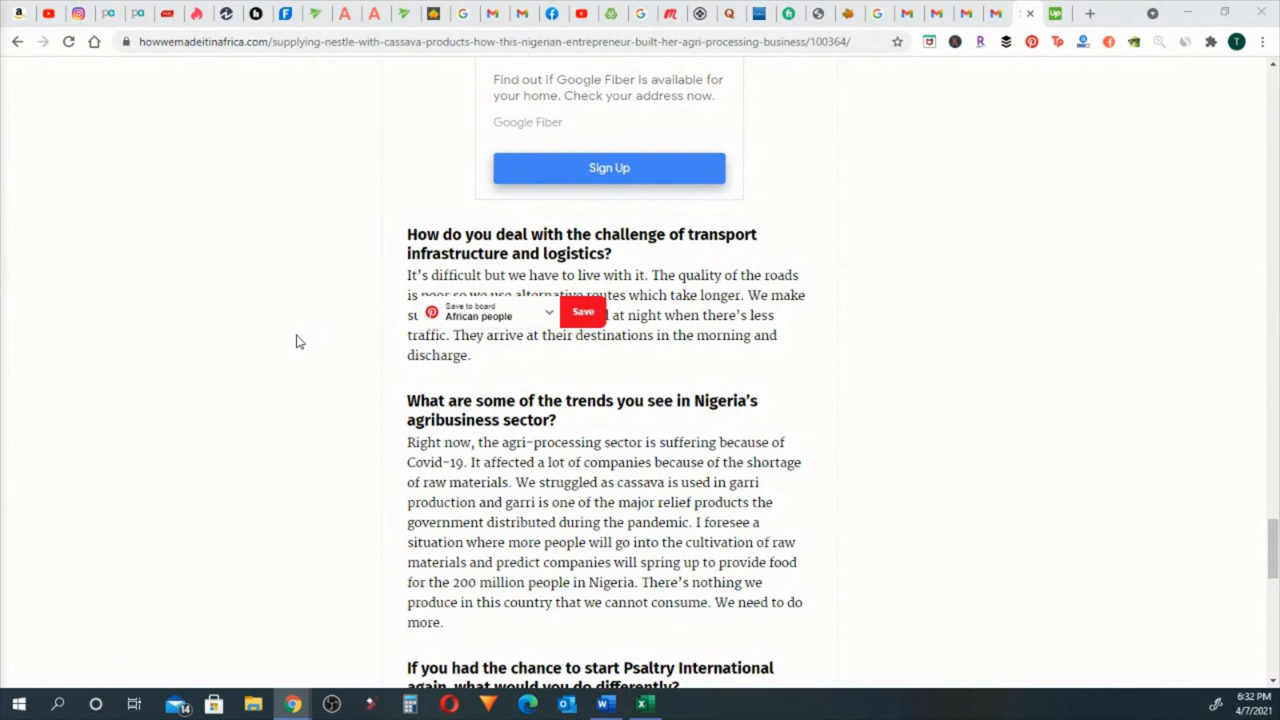 howwemadeitinafrica.com/supplying-nestle-with-cassava-products-how-this-nigerian-entrepreneur-built-her-agri-processing-business/100364/
Find out if Google Fiber is available for
your home. Check your address now.
Google Fiber
Sign Up
How do you deal with the challenge of transport
infrastructure and logistics?
It's difficult but we have to live with it. The quality of the roads
is poor so we use alternative routes which take longer. We make
Save to board
African people
Save
at night when there's less
traffic. They arrive at their destinations in the morning and
discharge.
What are some of the trends you see in Nigeria's
agribusiness sector?
Right now, the agri-processing sector is suffering because of
Covid-19. It affected a lot of companies because of the shortage
of raw materials. We struggled as cassava is used in garri
production and garri is one of the major relief products the
government distributed during the pandemic. I foresee a
situation where more people will go into the cultivation of raw
materials and predict companies will spring up to provide food
for the 200 million people in Nigeria. There's nothing we
produce in this country that we cannot consume. We need to do
more.
If you had the chance to start Psaltry International
again, what would you do differently?
14
6:32 PM
4/7/2021